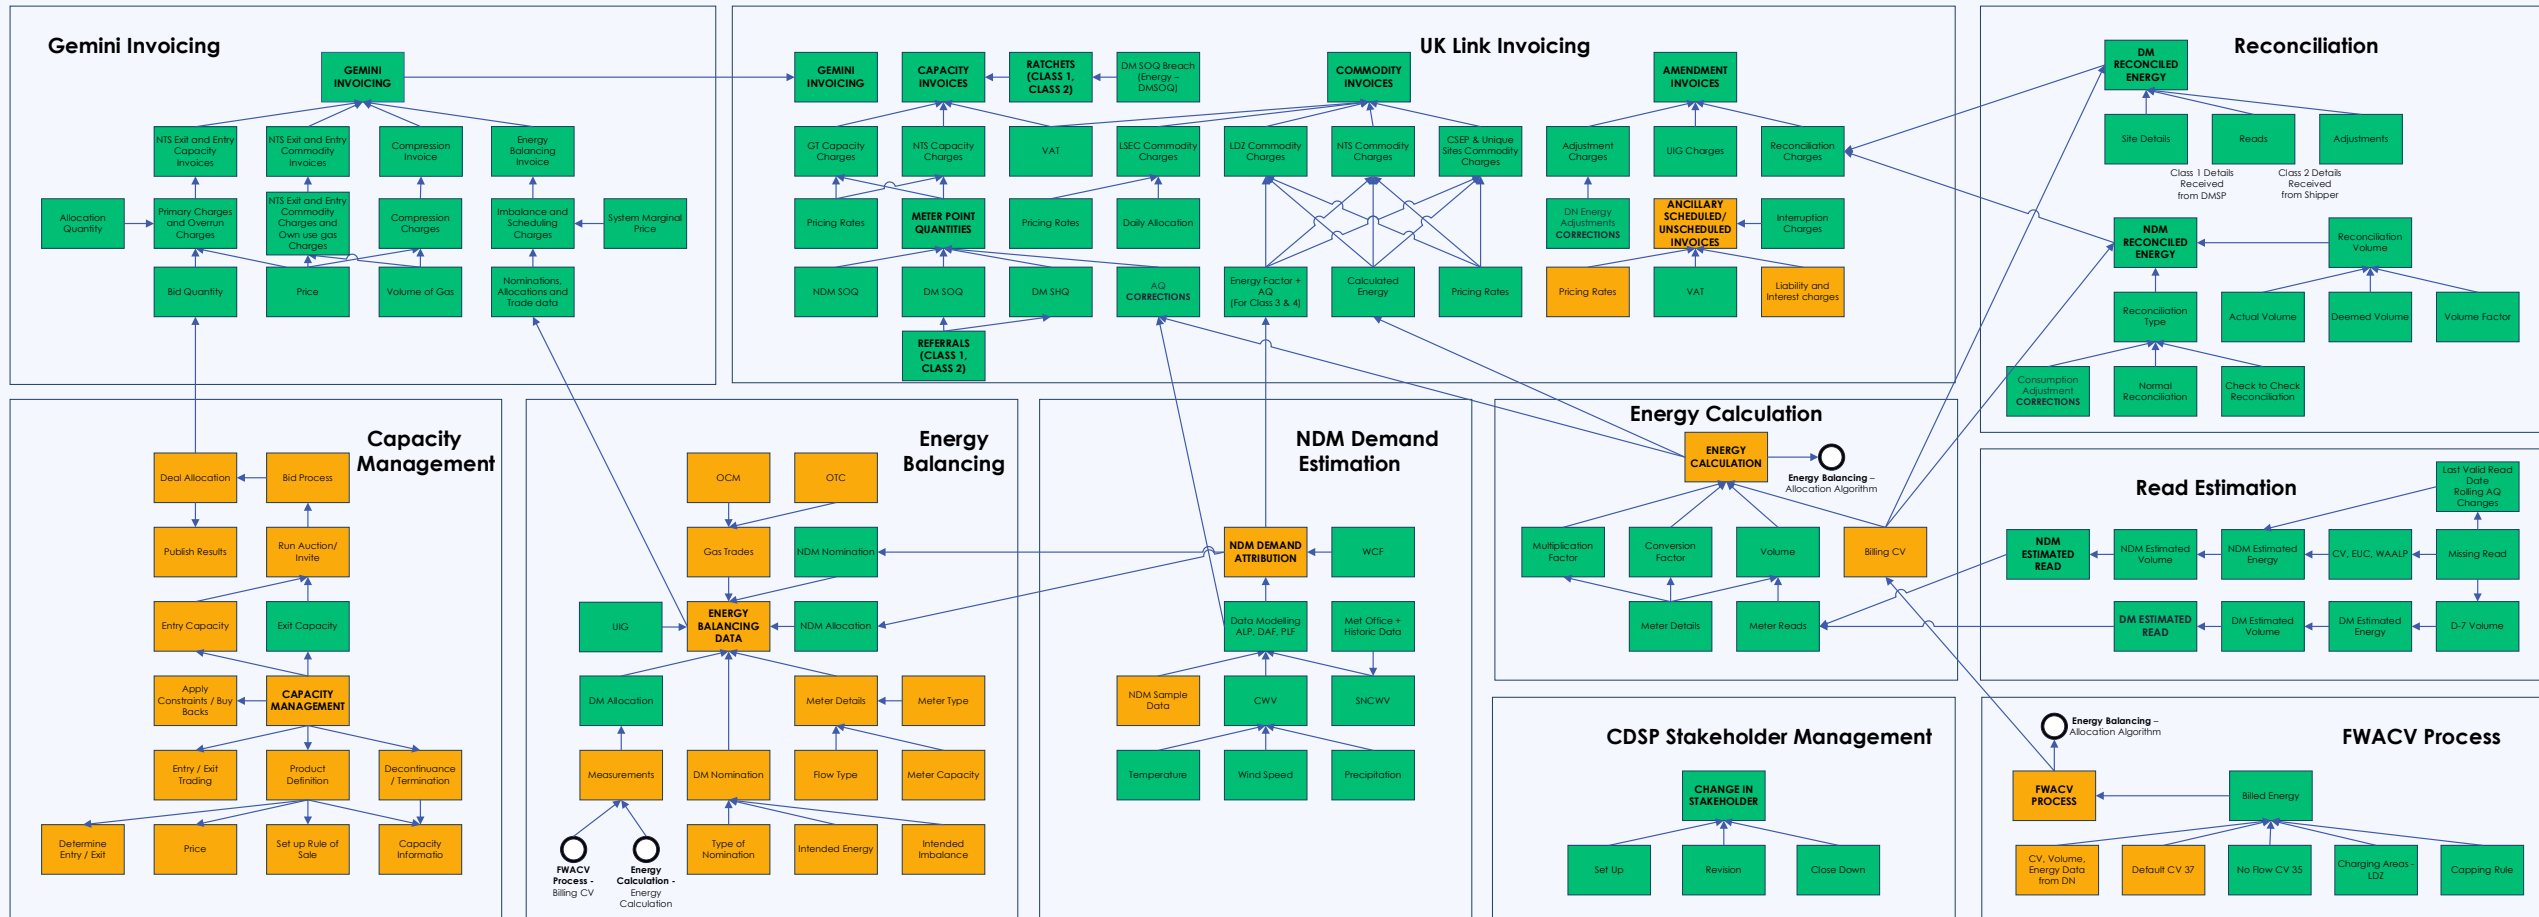 Gemini Invoicing
GEMINI
INVOICING
NTS Exit and Entry
Capacity
Invoices
NTS Exit and Entry
Commodity
Invoices
Compression
Invoice
Energy
Balancing
Invoice
Allocation
Quantity
Primary Charges
and Overrun
Charges
NTS Exit and Entry
Commodity
Charges and
Own use gas
Charges
Compression
Charges
Imbalance and
Scheduling
Charges
System Marginal
Price
Bid Quantity
Price
Volume of Gas
Nominations,
Allocations and
Trade data
UK Link Invoicing
GEMINI
INVOICING
CAPACITY
INVOICES
RATCHETS
(CLASS 1,
CLASS 2)
DM SOQ Breach
(Energy –
DMSOQ)
COMMODITY
INVOICES
AMENDMENT
INVOICES
GT Capacity
Charges
NTS Capacity
Charges
VAT
LSEC Commodity
Charges
LDZ Commodity
Charges
NTS Commodity
Charges
CSEP & Unique
Sites Commodity
Charges
Adjustment
Charges
UIG Charges
Reconciliation
Charges
Pricing Rates
METER POINT
QUANTITIES
Pricing Rates
Daily Allocation
DN Energy
Adjustments
CORRECTIONS
ANCILLARY
SCHEDULED/
UNSCHEDULED
INVOICES
Interruption
Charges
NDM SOQ
DM SOQ
DM SHQ
AQ
CORRECTIONS
Energy Factor +
AQ
(For Class 3 & 4)
Calculated
Energy
Pricing Rates
Pricing Rates
VAT
Liability and
Interest charges
REFERRALS
(CLASS 1,
CLASS 2)
Reconciliation
DM
RECONCILED
ENERGY
Site Details
Reads
Adjustments
Class 1 Details
Received
from DMSP
Class 2 Details
Received
from Shipper
NDM
RECONCILED
ENERGY
Reconciliation
Volume
Reconciliation
Type
Actual Volume
Deemed Volume
Volume Factor
Consumption
Adjustment
CORRECTIONS
Normal
Reconciliation
Check to Check
Reconciliation
Capacity
Management
Deal Allocation
Bid Process
Publish Results
Run Auction/
Invite
Entry Capacity
Exit Capacity
Apply
Constraints / Buy
Backs
CAPACITY
MANAGEMENT
Entry / Exit
Trading
Product
Definition
Decontinuance
/ Termination
Determine
Entry / Exit
Price
Set up Rule of
Sale
Capacity
Informatio
Energy
Balancing
OCM
OTC
Gas Trades
NDM Nomination
UIG
ENERGY
BALANCING
DATA
NDM Allocation
DM Allocation
Meter Details
Meter Type
Measurements
DM Nomination
Flow Type
Meter Capacity
FWACV
Process -
Billing CV
Energy
Calculation -
Energy
Calculation
Type of
Nomination
Intended Energy
Intended
Imbalance
NDM Demand
Estimation
NDM DEMAND
ATTRIBUTION
WCF
Data Modelling
ALP, DAF, PLF
Met Office +
Historic Data
NDM Sample
Data
CWV
SNCWV
Temperature
Wind Speed
Precipitation
Energy Calculation
ENERGY
CALCULATION
Energy Balancing –
Allocation Algorithm
Multiplication
Factor
Conversion
Factor
Volume
Billing CV
Meter Details
Meter Reads
Read Estimation
Last Valid Read
Date
Rolling AQ
Changes
NDM
ESTIMATED
READ
NDM Estimated
Volume
NDM Estimated
Energy
CV, EUC, WAALP
Missing Read
DM ESTIMATED
READ
DM Estimated
Volume
DM Estimated
Energy
D-7 Volume
CDSP Stakeholder Management
CHANGE IN
STAKEHOLDER
Set Up
Revision
Close Down
FWACV Process
Energy Balancing –
Allocation Algorithm
FWACV
PROCESS
Billed Energy
CV, Volume,
Energy Data
from DN
Default CV 37
No Flow CV 35
Charging Areas -
LDZ
Capping Rule